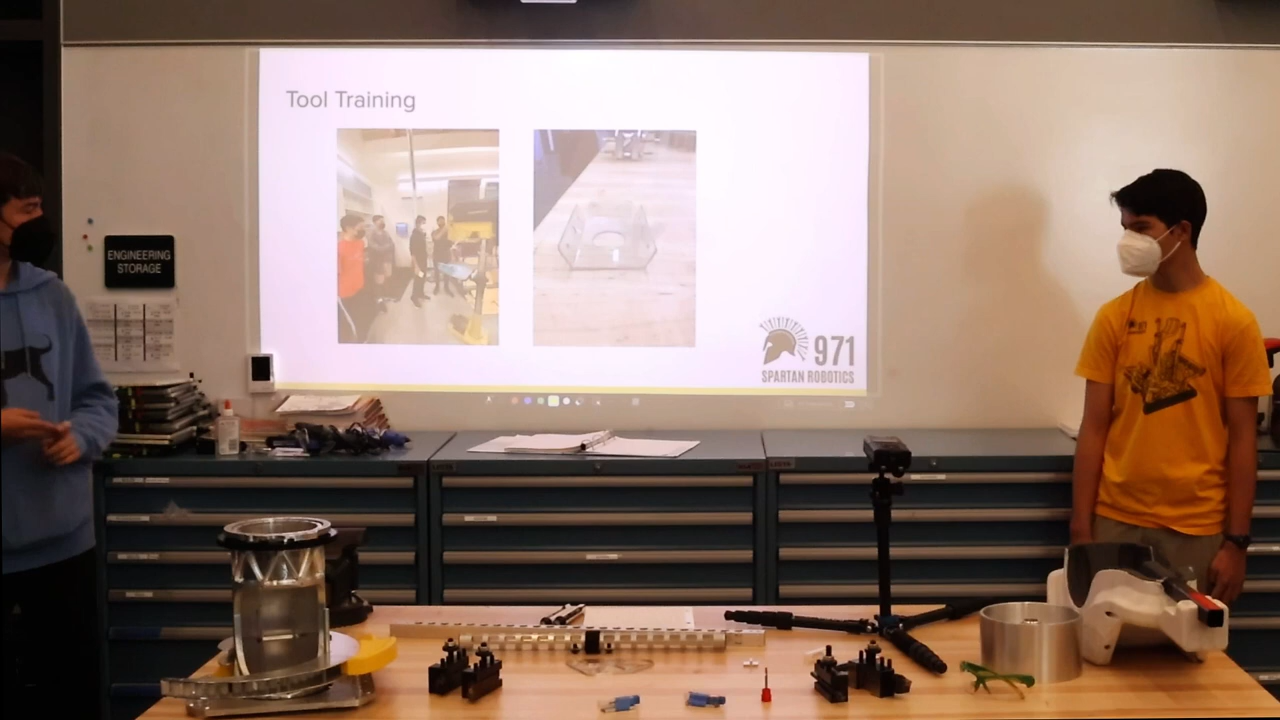 Tool Training
ENGINEERING
STORAGE
971
SPARTAN ROBOTICS